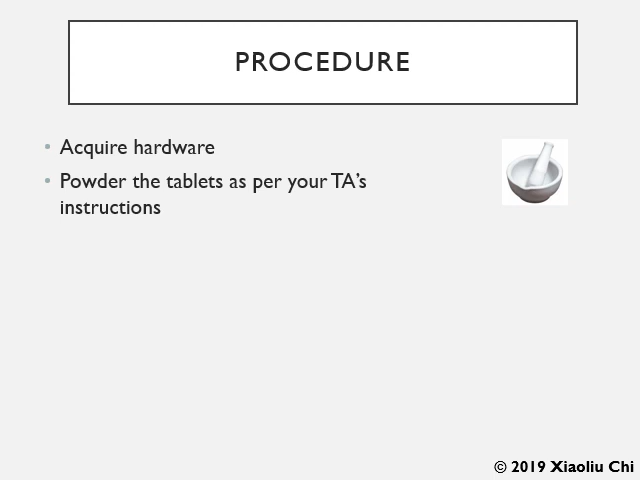 PROCEDURE
• Acquire hardware
• Powder the tablets as per your TA’s
instructions
© 2019 Xiaoliu Chi